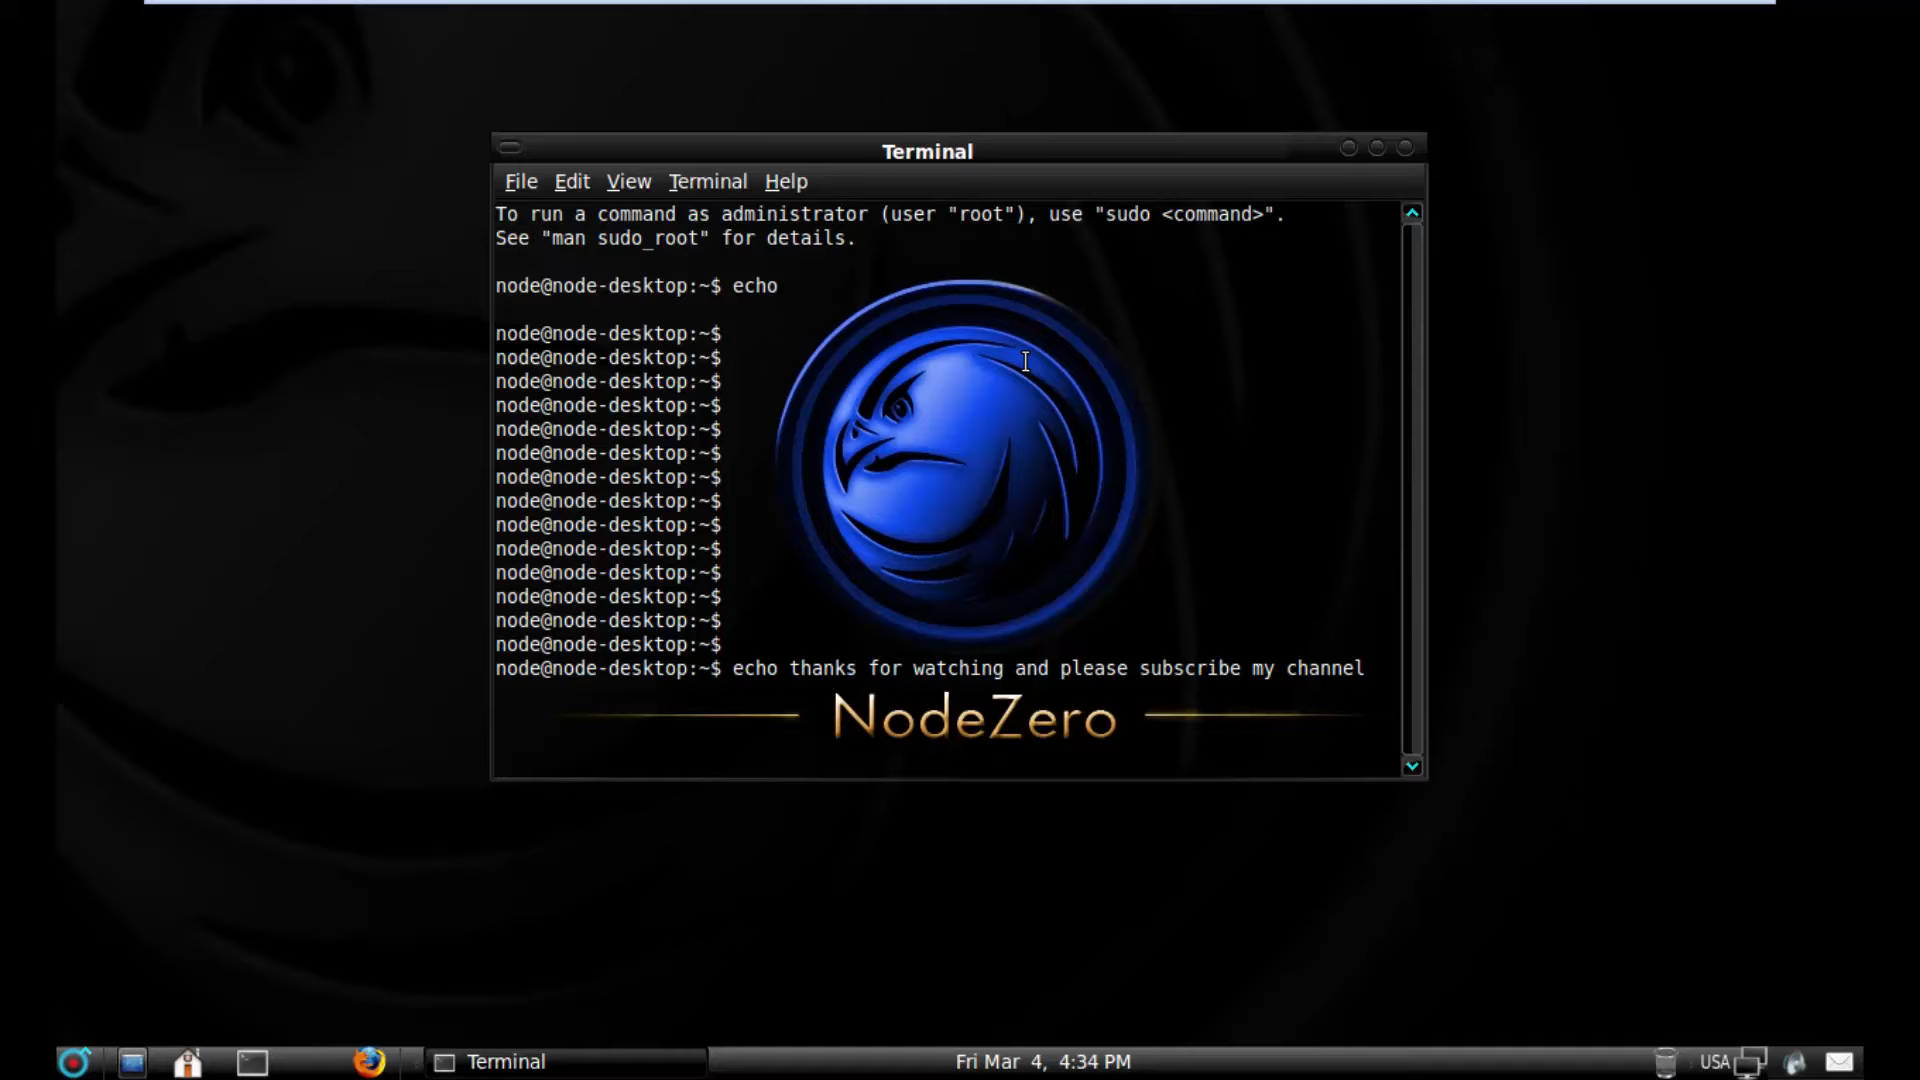 Terminal
File Edit View Terminal Help
To run a command as administrator (user "root"), use "sudo <command>".
See "man sudo_root" for details.
node@node-desktop:~$ echo
node@node-desktop:~$
node@node-desktop:~$
node@node-desktop:~$
node@node-desktop:~$
node@node-desktop:~$
node@node-desktop:~$
node@node-desktop:~$
node@node-desktop:~$
node@node-desktop:~$
node@node-desktop:~$
node@node-desktop:~$
node@node-desktop:~$
node@node-desktop:~$
node@node-desktop:~$
node@node-desktop:~$ echo thanks for watching and please subscribe my channel
NodeZero
Terminal
Fri Mar 4, 4:34 PM
USA